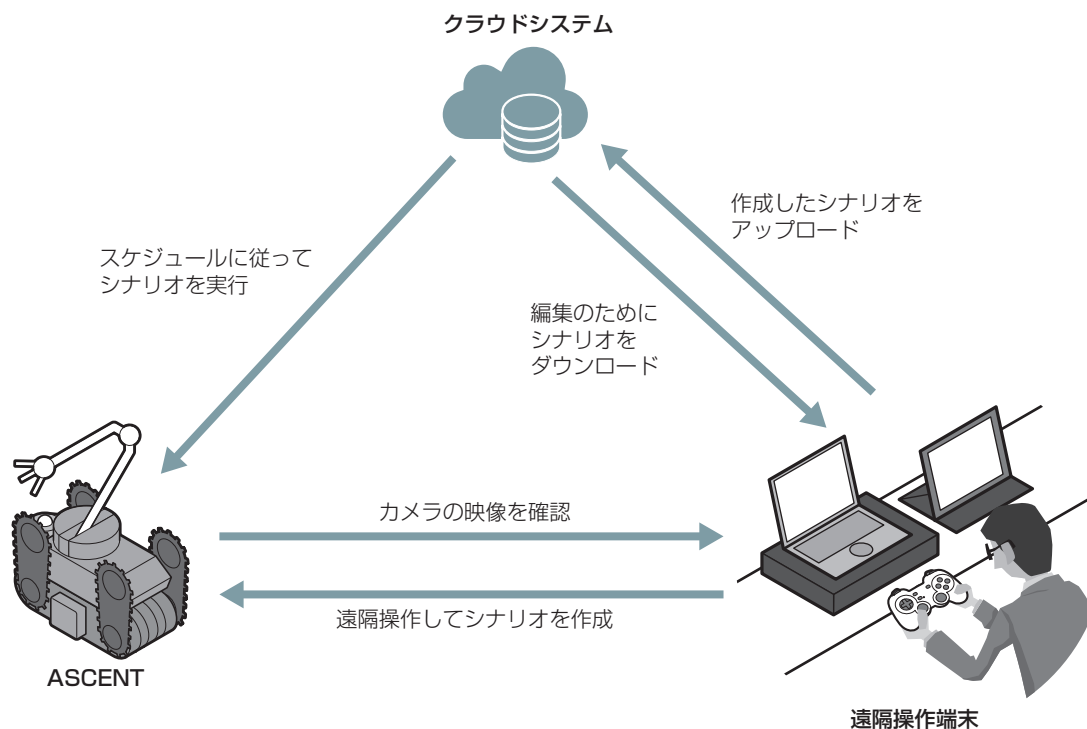 クラウドシステム
作成したシナリオを
アップロード
スケジュールに従って
シナリオを実行
編集のために
シナリオを
ダウンロード
カメラの映像を確認
遠隔操作してシナリオを作成
ASCENT
遠隔操作端末